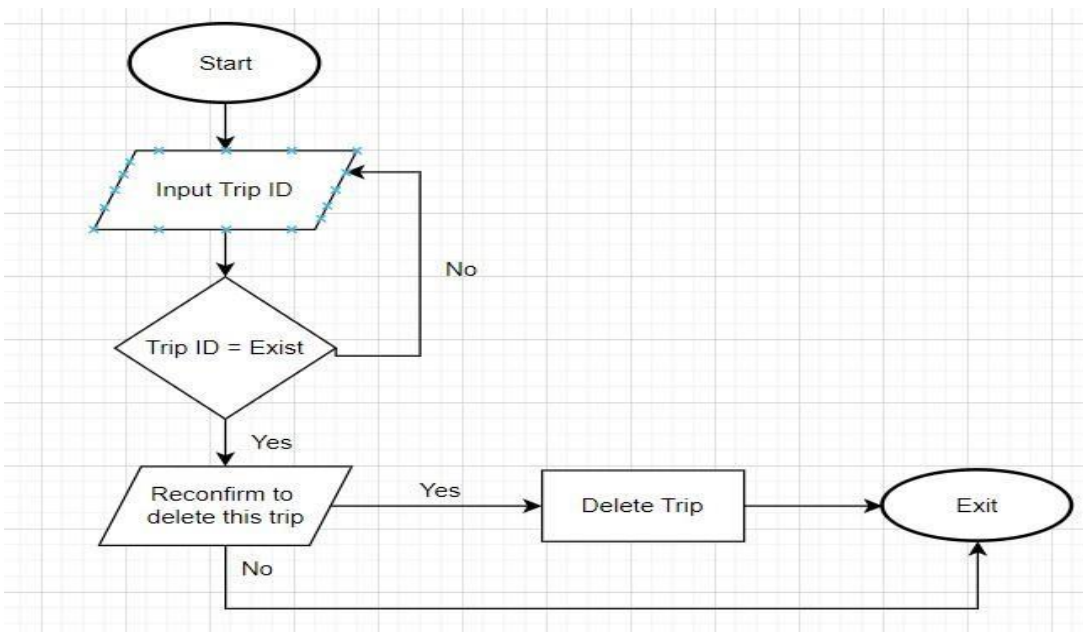 Start
Input Trip ID
No
Trip ID = Exist
Yes
Reconfirm to
delete this trip
Yes
Delete Trip
Exit
No